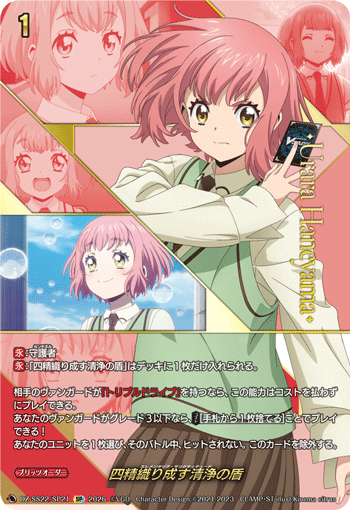 1
Urara Haneyama
永:守護者
永:「四精織り成す清浄の盾」はデッキに1枚だけ入れられる。
相手のヴァンガードが『トリプルドライブ』を持つなら、この能力はコストを払わず
にプレイできる。
あなたのヴァンガードがグレード3以下なら、【手札から1枚捨てる】ことでプレイ
できる!
あなたのユニットを1枚選び、そのバトル中、ヒットされない。このカードを除外する。
ブリッツオーダー
四精織り成す清浄の盾
DZ-SS22-SP21 SP 2026 ©VGD Character Design ©2021-2023 CLAMP・ST illust Kinema citrus